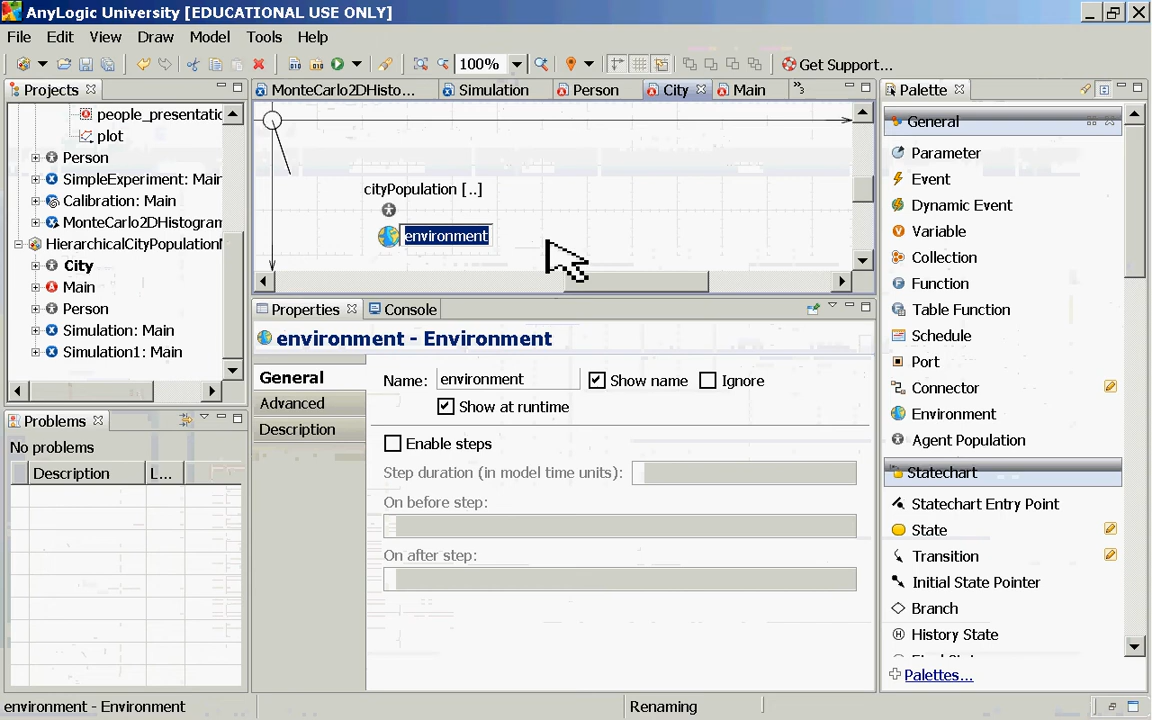 AnyLogic University [EDUCATIONAL USE ONLY]
File Edit View Draw Model Tools Help
100% Get Support...
Projects
people_presentatic
plot
Person
SimpleExperiment: Main
Calibration: Main
MonteCarlo2DHistogram
HierarchicalCityPopulationM
City
Main
Person
Simulation: Main
Simulation1: Main
Problems
No problems
Description L...
MonteCarlo2DHisto... Simulation Person City Main »3
cityPopulation [..]
environment
Properties Console
environment - Environment
General
Advanced
Description
Name: environment Show name Ignore
Show at runtime
Enable steps
Step duration (in model time units):
On before step:
On after step:
Palette
General
Parameter
Event
Dynamic Event
Variable
Collection
Function
Table Function
Schedule
Port
Connector
Environment
Agent Population
Statechart
Statechart Entry Point
State
Transition
Initial State Pointer
Branch
History State
Palettes...
environment - Environment Renaming